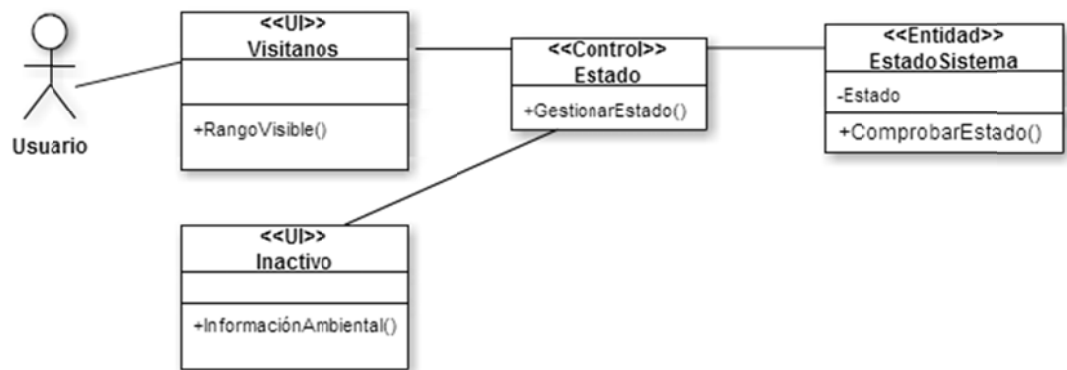 <<UI>>
Visitanos
+RangoVisible()
Usuario
<<Control>>
Estado
+GestionarEstado()
<<Entidad>>
EstadoSistema
-Estado
+ComprobarEstado()
<<UI>>
Inactivo
+InformaciónAmbiental()